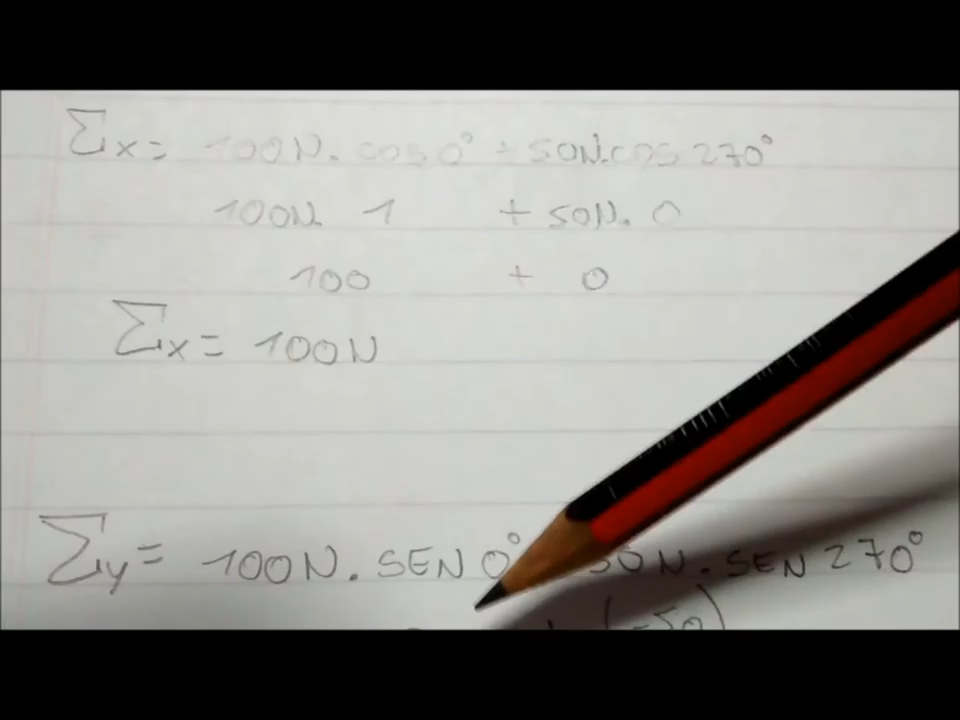 Σx= 100N. cos 0° + 50N.cos 270°
100N. 1 + 50N. 0
100 + 0
Σx= 100N
Σy= 100N. SEN 0° 50N. SEN 270°
(-50)